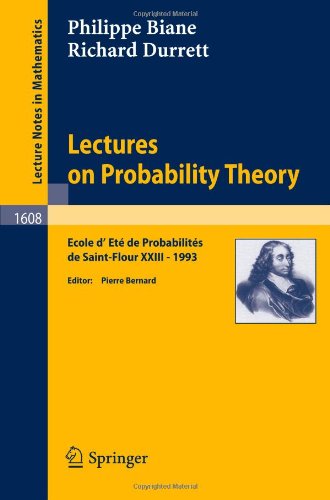 Philippe Biane
Richard Durrett
Lecture Notes in Mathematics
Lectures
on Probability Theory
1608
Ecole d' Eté de Probabilités
de Saint-Flour XXIII - 1993
Editor: Pierre Bernard
Springer